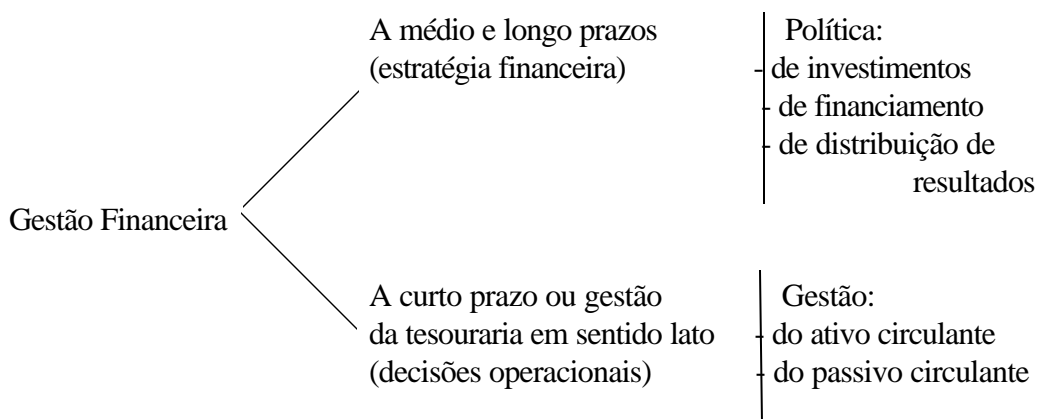 A médio e longo prazos
(estratégia financeira)
Política:
- de investimentos
- de financiamento
- de distribuição de
resultados
Gestão Financeira
A curto prazo ou gestão
da tesouraria em sentido lato
(decisões operacionais)
Gestão:
- do ativo circulante
- do passivo circulante